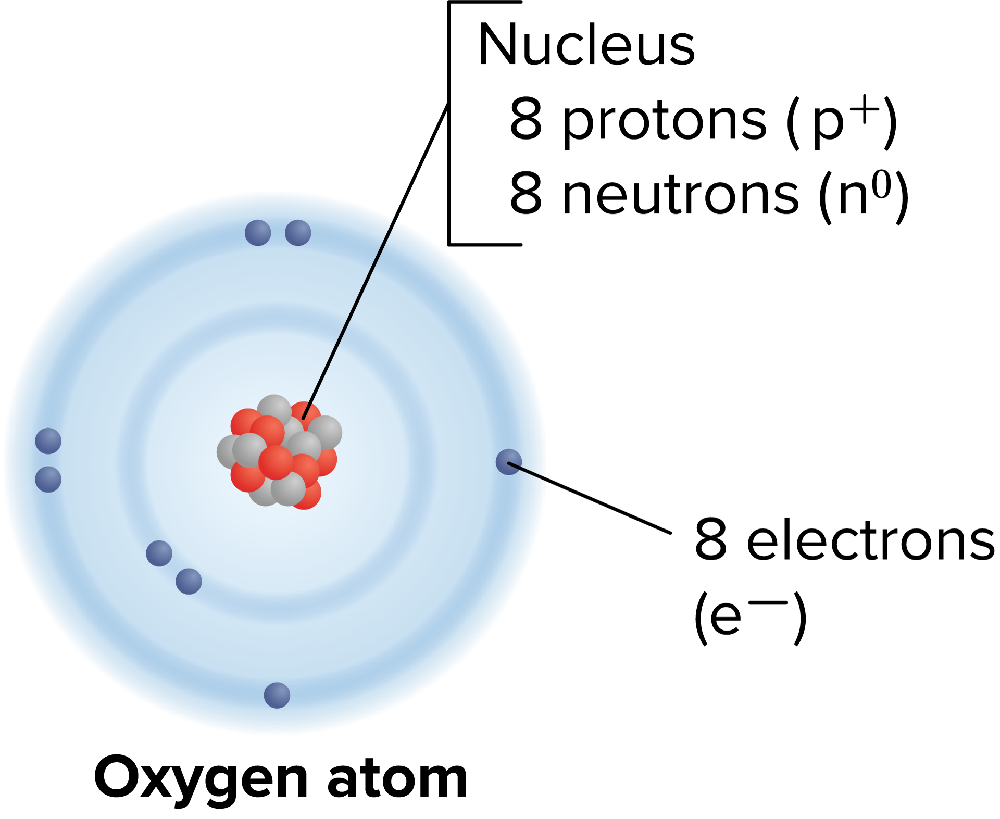 Nucleus
8 protons (p⁺)
8 neutrons (n⁰)
8 electrons
(e⁻)
Oxygen atom